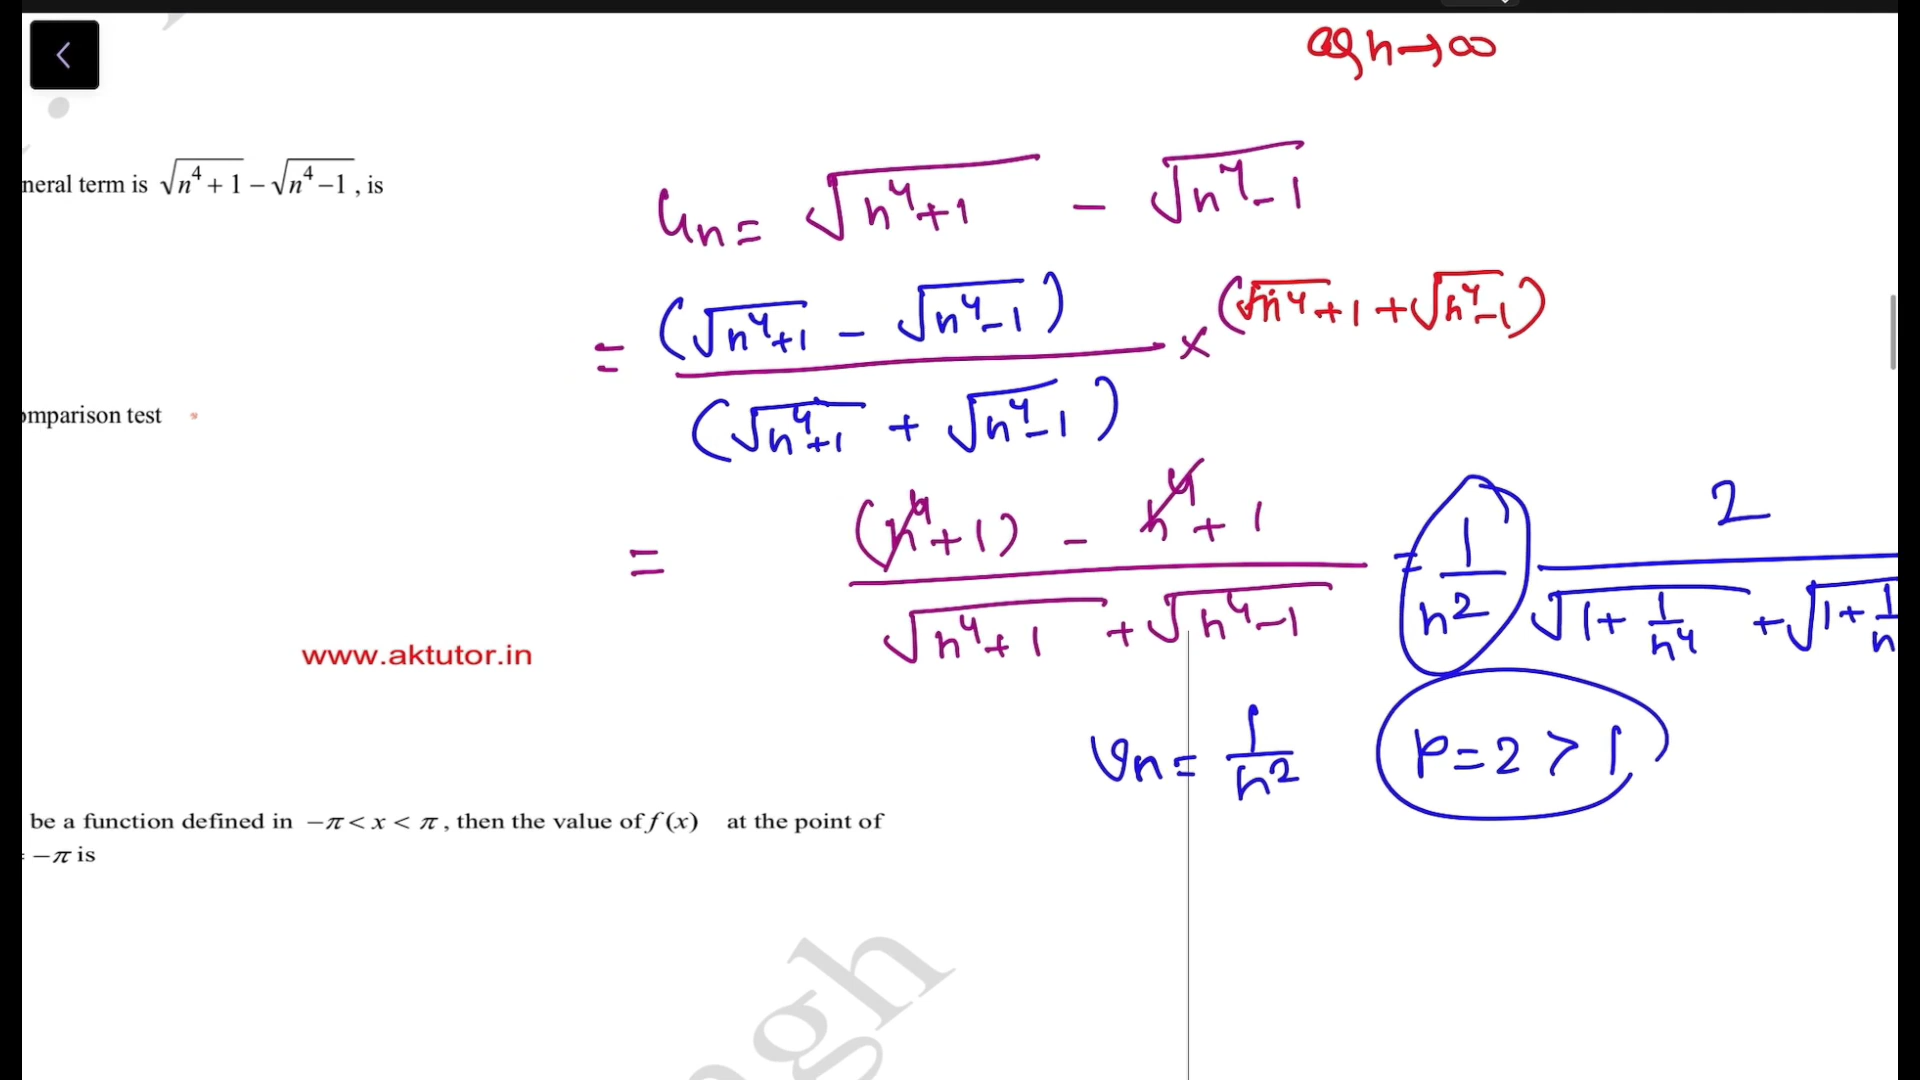 as n→∞
neral term is √(n⁴+1) − √(n⁴−1), is
uₙ = √(n⁴+1) − √(n⁴−1)
= (√(n⁴+1) − √(n⁴−1)) / (√(n⁴+1) + √(n⁴−1)) × (√(n⁴+1) + √(n⁴−1))
omparison test
= ((n⁴+1) − n⁴ + 1) / (√(n⁴+1) + √(n⁴−1)) = 1/n² 2/(√(1+1/n⁴) + √(1+1/n
www.aktutor.in
vₙ = 1/n² p=2 > 1
be a function defined in −π < x < π, then the value of f(x) at the point of
= −π is
ngh